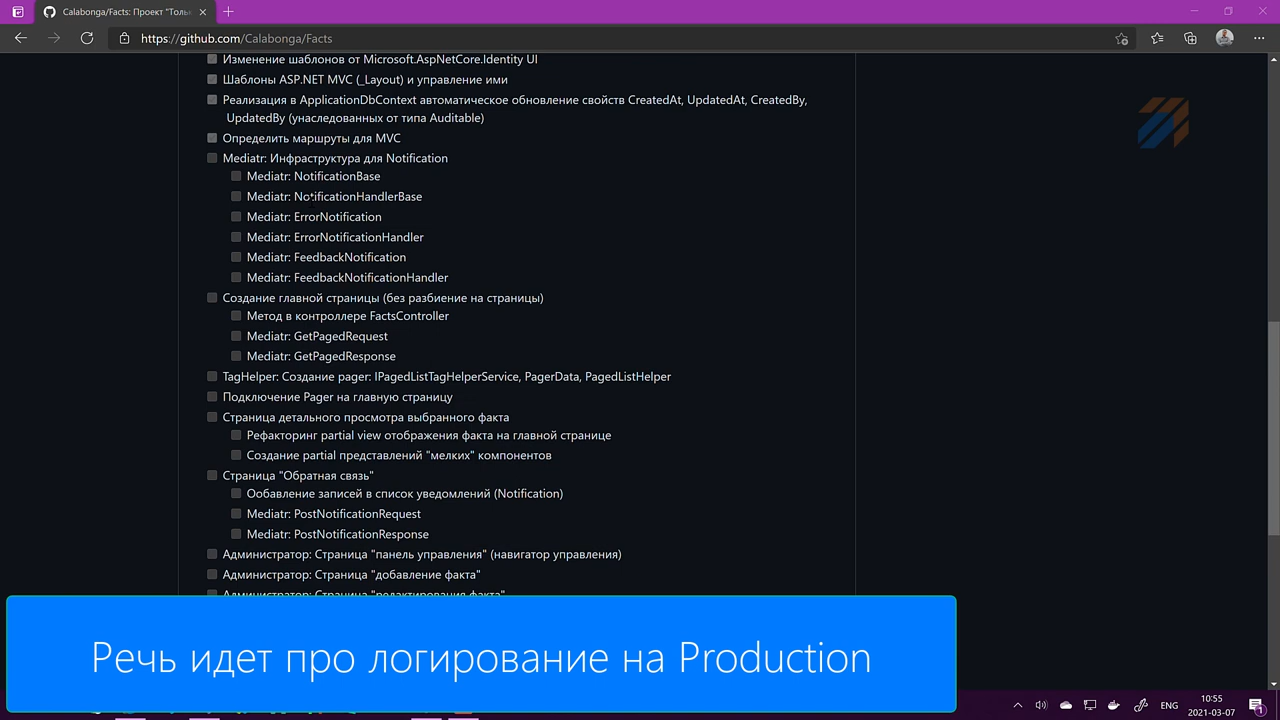 Calabonga/Facts: Проект "Тольк
https://github.com/Calabonga/Facts
Изменение шаблонов от Microsoft.AspNetCore.Identity UI
Шаблоны ASP.NET MVC (_Layout) и управление ими
Реализация в ApplicationDbContext автоматическое обновление свойств CreatedAt, UpdatedAt, CreatedBy,
UpdatedBy (унаследованных от типа Auditable)
Определить маршруты для MVC
Mediatr: Инфраструктура для Notification
Mediatr: NotificationBase
Mediatr: NotificationHandlerBase
Mediatr: ErrorNotification
Mediatr: ErrorNotificationHandler
Mediatr: FeedbackNotification
Mediatr: FeedbackNotificationHandler
Создание главной страницы (без разбиение на страницы)
Метод в контроллере FactsController
Mediatr: GetPagedRequest
Mediatr: GetPagedResponse
TagHelper: Создание pager: IPagedListTagHelperService, PagerData, PagedListHelper
Подключение Pager на главную страницу
Страница детального просмотра выбранного факта
Рефакторинг partial view отображения факта на главной странице
Создание partial представлений "мелких" компонентов
Страница "Обратная связь"
Ообавление записей в список уведомлений (Notification)
Mediatr: PostNotificationRequest
Mediatr: PostNotificationResponse
Администратор: Страница "панель управления" (навигатор управления)
Администратор: Страница "добавление факта"
Администратор: Страница "редактирования факта"
Речь идет про логирование на Production
ENG
10:55
2021-03-07
1